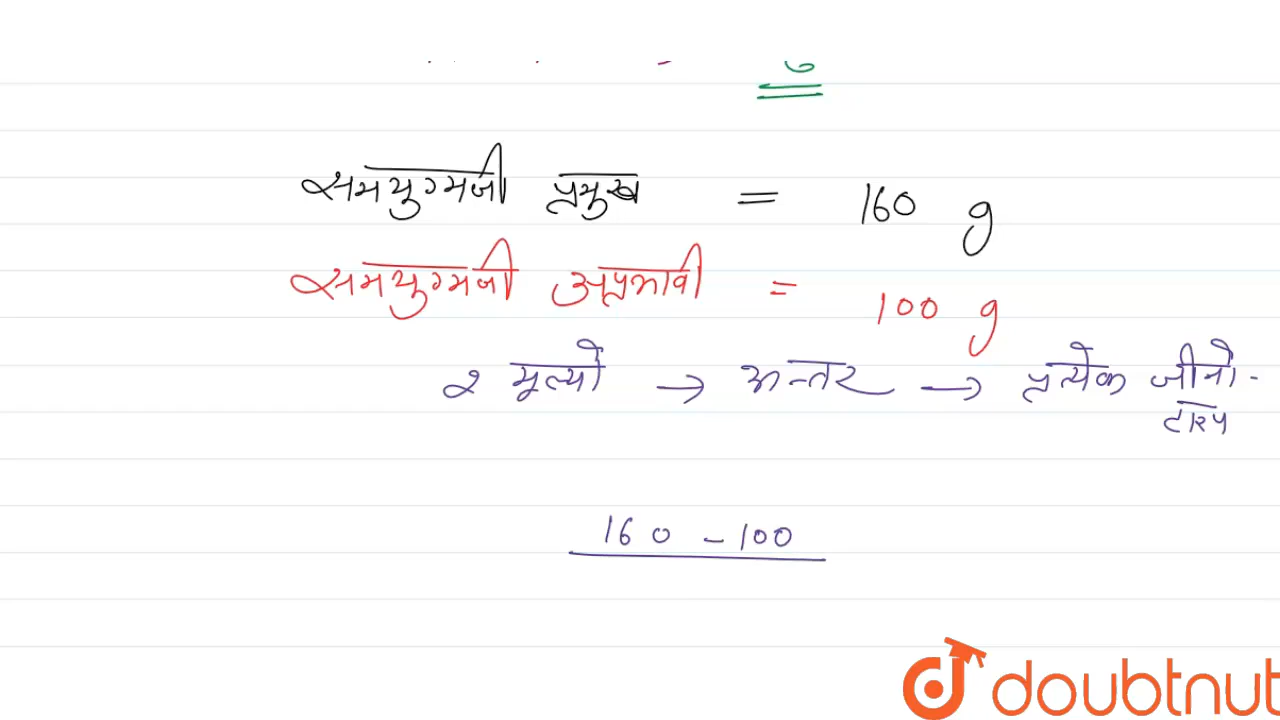 समयुग्मजी प्रमुख = 160 g
समयुग्मजी अप्रभावी = 100 g
2 मूल्यों → अन्तर → प्रत्येक जीनो-
टाइप
160 - 100
doubtnut